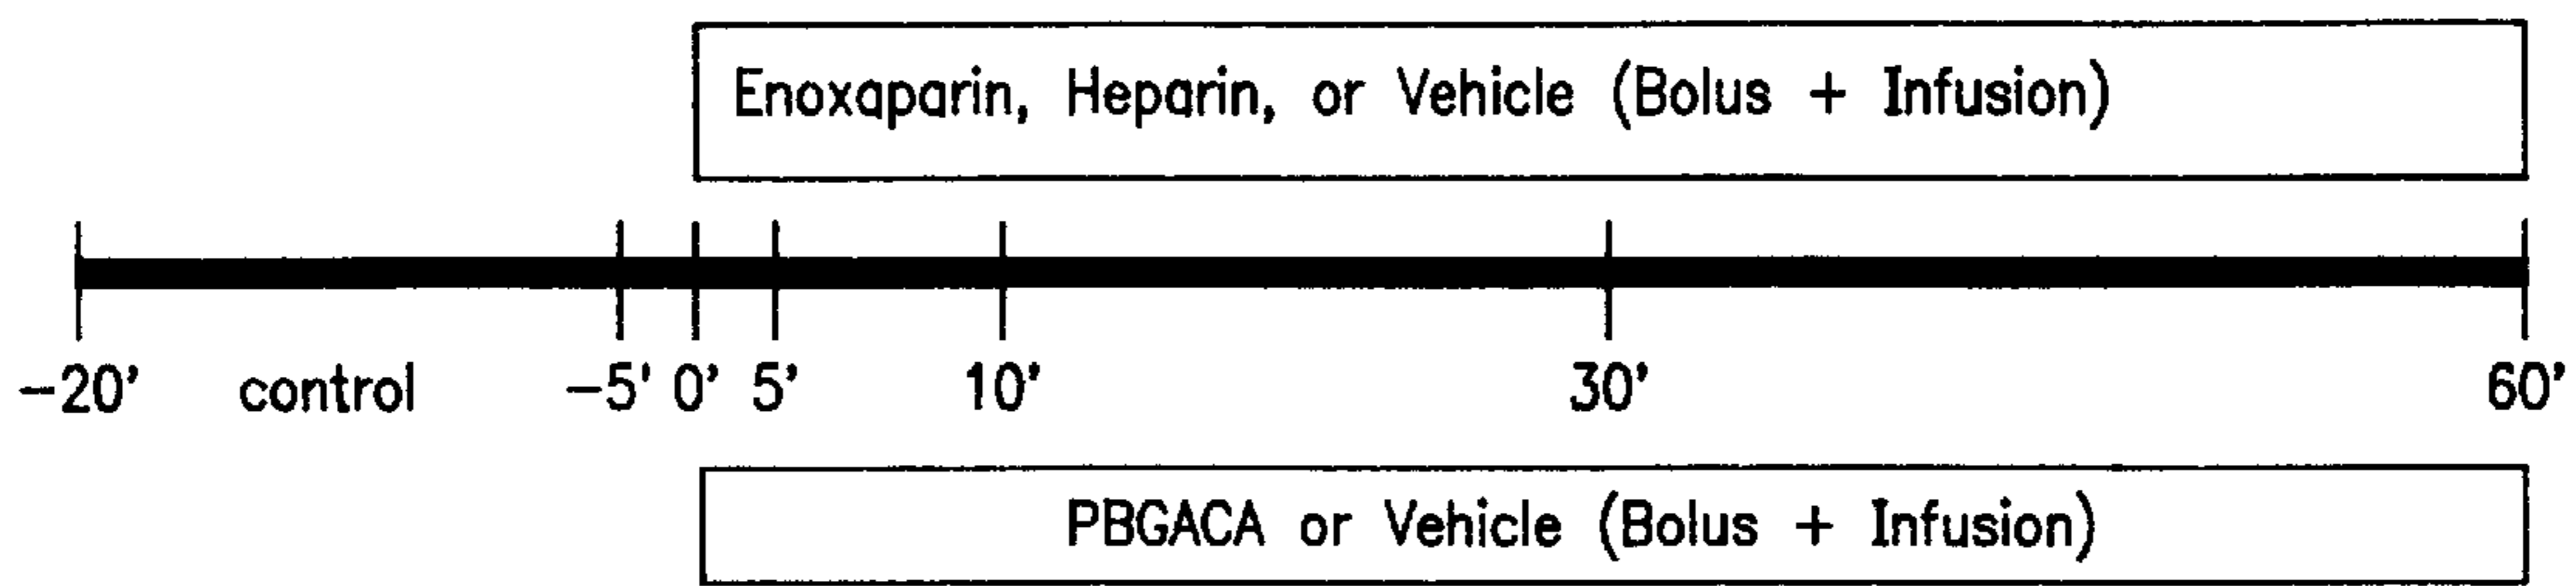 Enoxaparin, Heparin, or Vehicle (Bolus + Infusion)
-20' control -5' 0' 5' 10' 30' 60'
PBGACA or Vehicle (Bolus + Infusion)